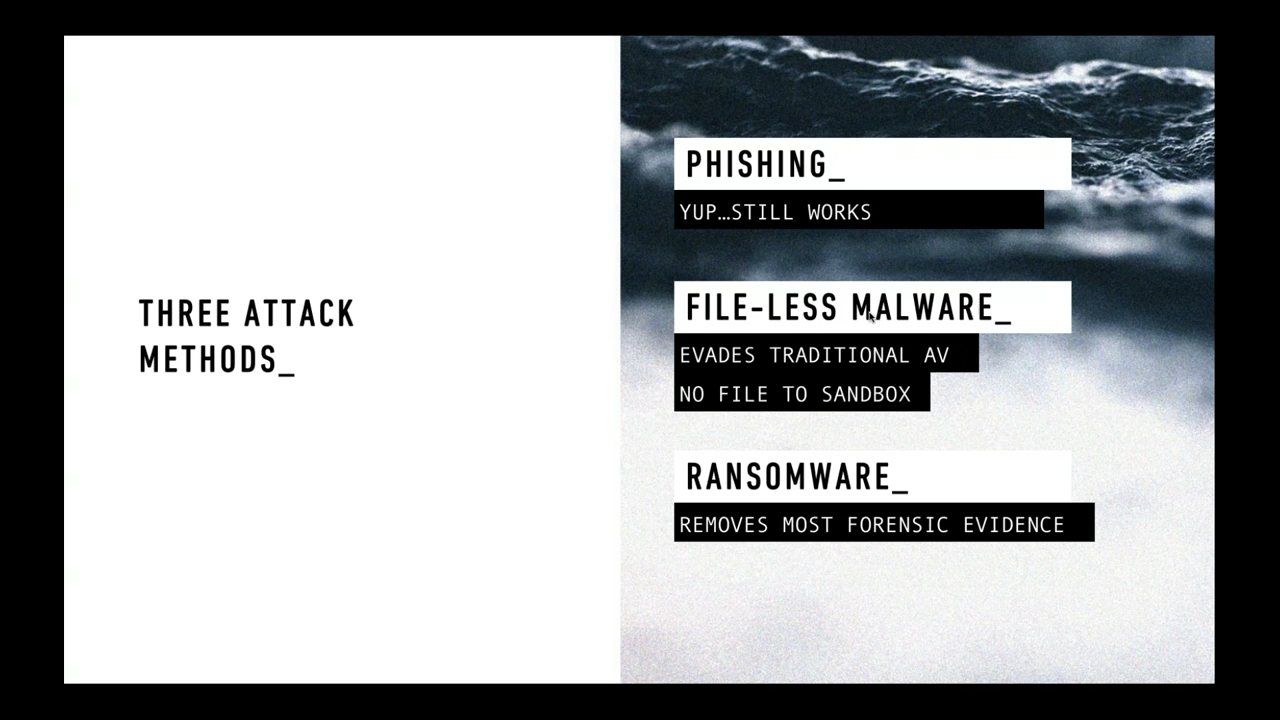 THREE ATTACK
METHODS_
PHISHING_
YUP…STILL WORKS
FILE-LESS MALWARE_
EVADES TRADITIONAL AV
NO FILE TO SANDBOX
RANSOMWARE_
REMOVES MOST FORENSIC EVIDENCE